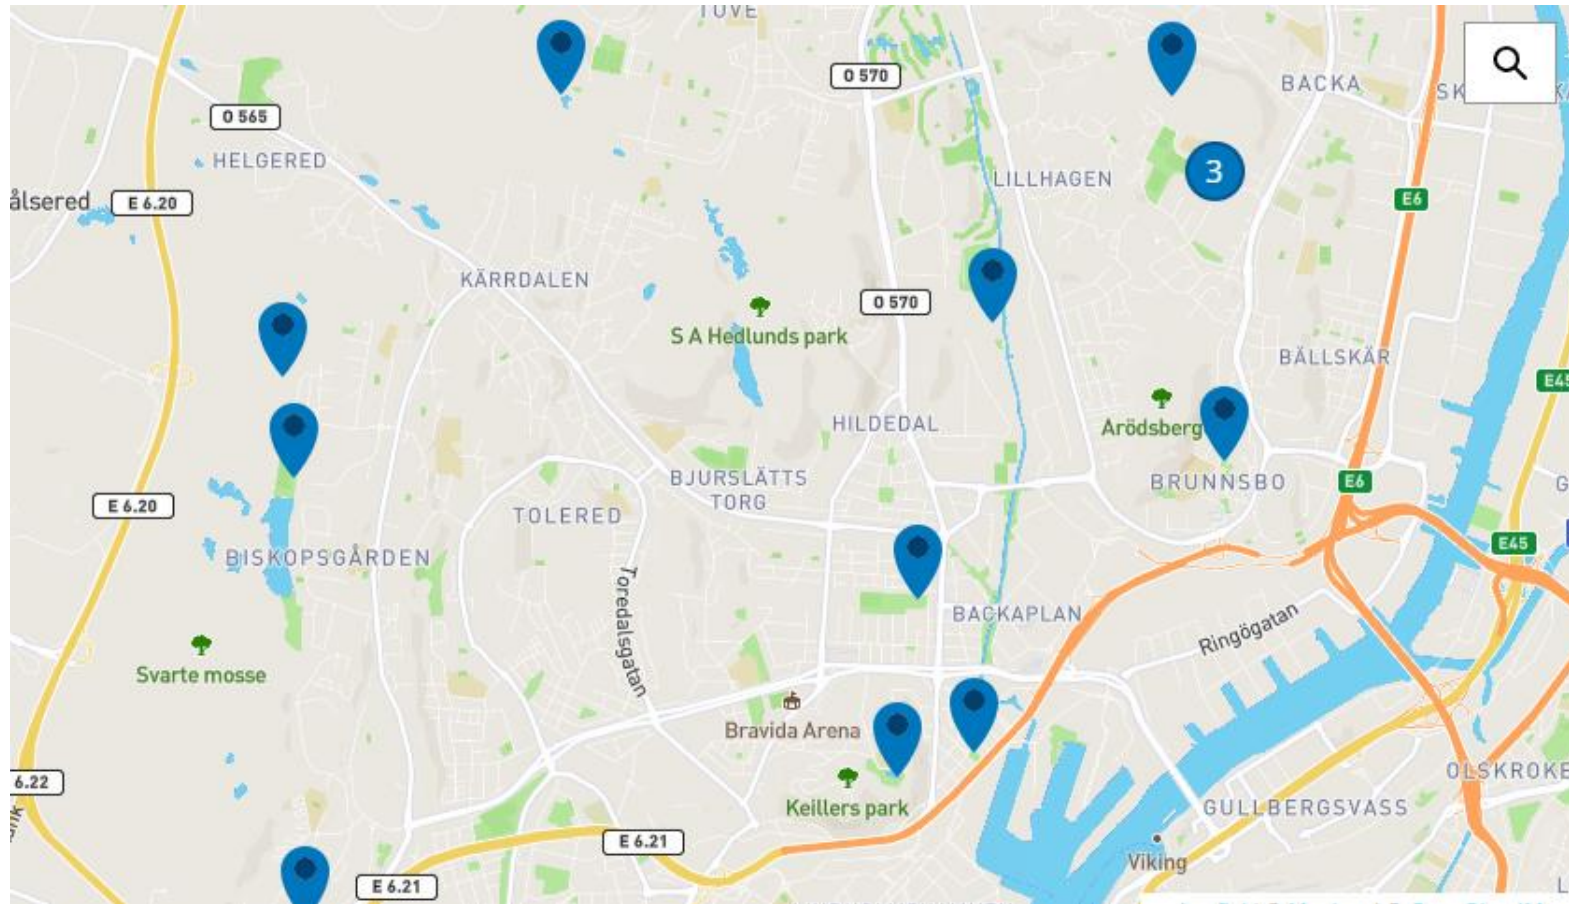 TUVE
O 570
BACKA
O 565
HELGERED
LILLHAGEN
3
ålsered
E 6.20
E6
KÄRRDALEN
O 570
S A Hedlunds park
BÄLLSKÄR
E45
HILDEDAL
Arödsberg
BJURSLÄTTS
TORG
BRUNNSBO
E6
E 6.20
TOLERED
E45
BISKOPSGÅRDEN
Toredalsgatan
BACKAPLAN
Ringögatan
Svarte mosse
Bravida Arena
6.22
OLSKROKE
Keillers park
GULLBERGSVASS
E 6.21
Viking
E 6.21